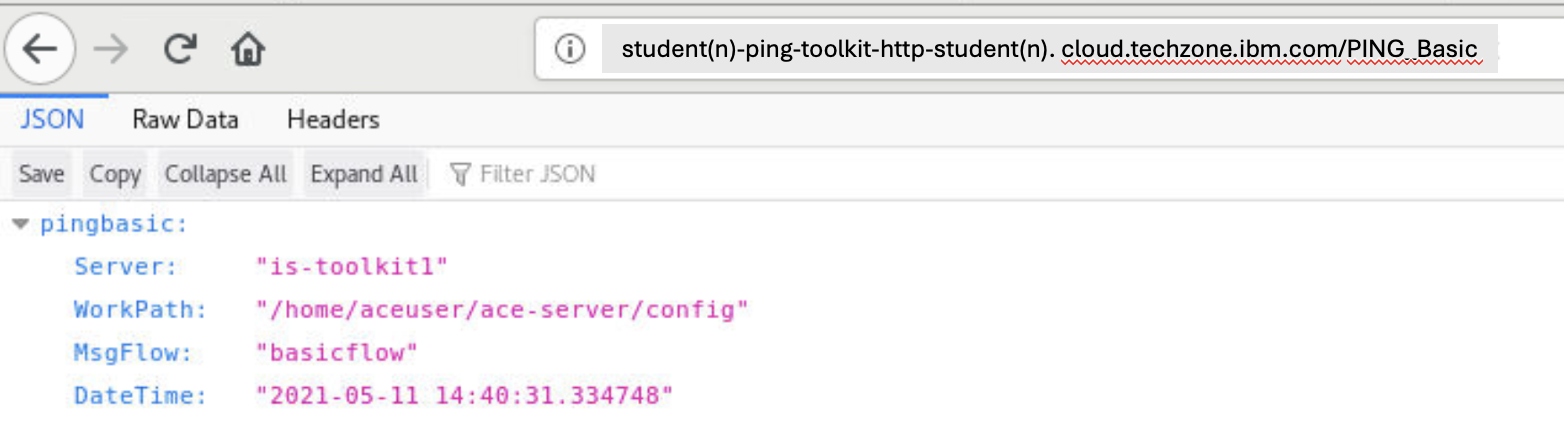 student(n)-ping-toolkit-http-student(n). cloud.techzone.ibm.com/PING_Basic
JSON Raw Data Headers
Save Copy Collapse All Expand All Filter JSON
pingbasic:
Server: "is-toolkit1"
WorkPath: "/home/aceuser/ace-server/config"
MsgFlow: "basicflow"
DateTime: "2021-05-11 14:40:31.334748"